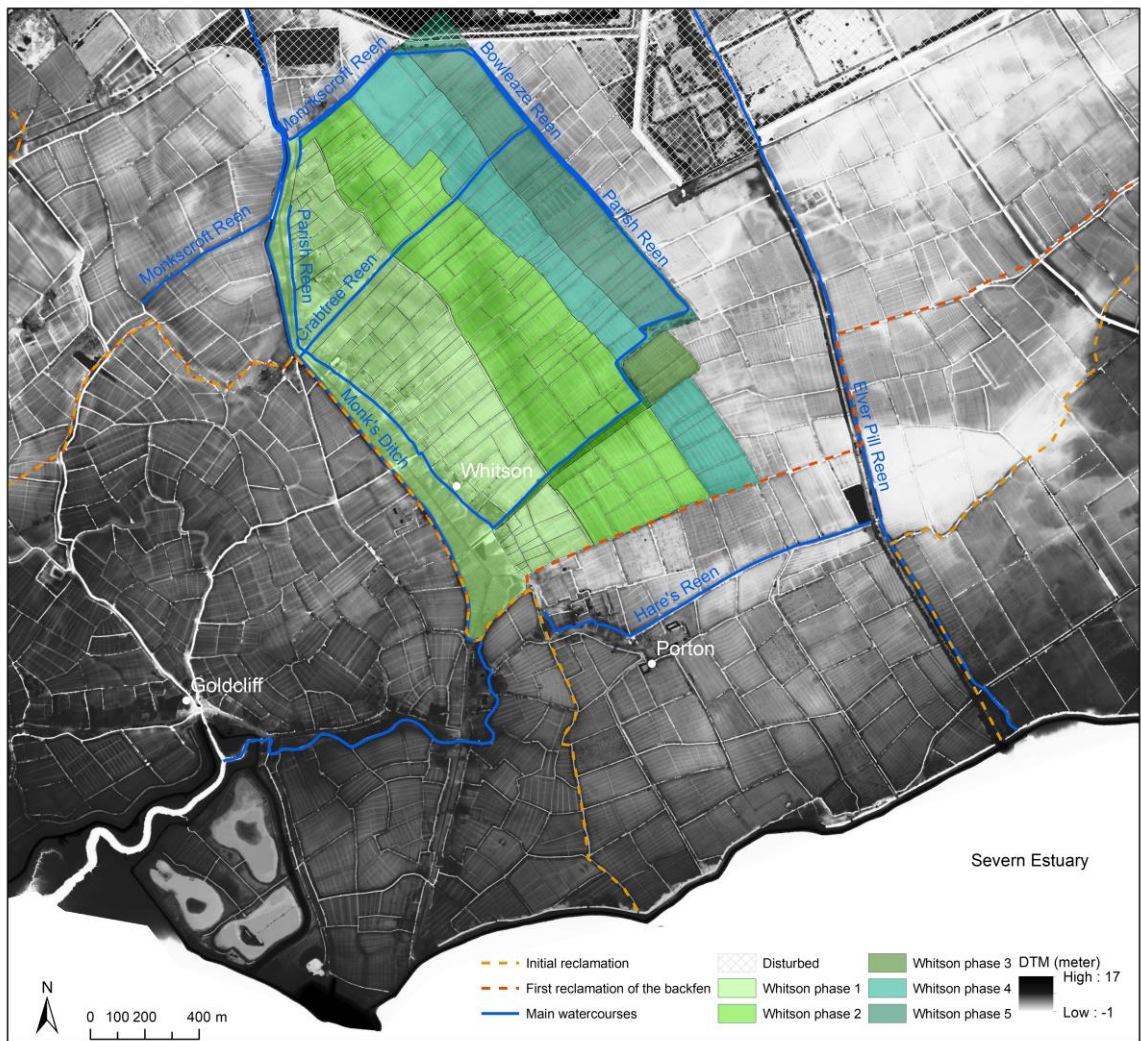 Monnkscroft Reen
Bowleaze Reen
Monkscroft Reen
Parish Reen
Parish Reen
Crabtree Reen
Monk's Ditch
Whitson
Elver Pill Reen
Hare's Reen
Porton
Goldcliff
Severn Estuary
Initial reclamation
First reclamation of the backfen
Main watercourses
Disturbed
Whitson phase 1
Whitson phase 2
Whitson phase 3
Whitson phase 4
Whitson phase 5
DTM (meter)
High : 17
Low : -1
N
0 100 200 400 m